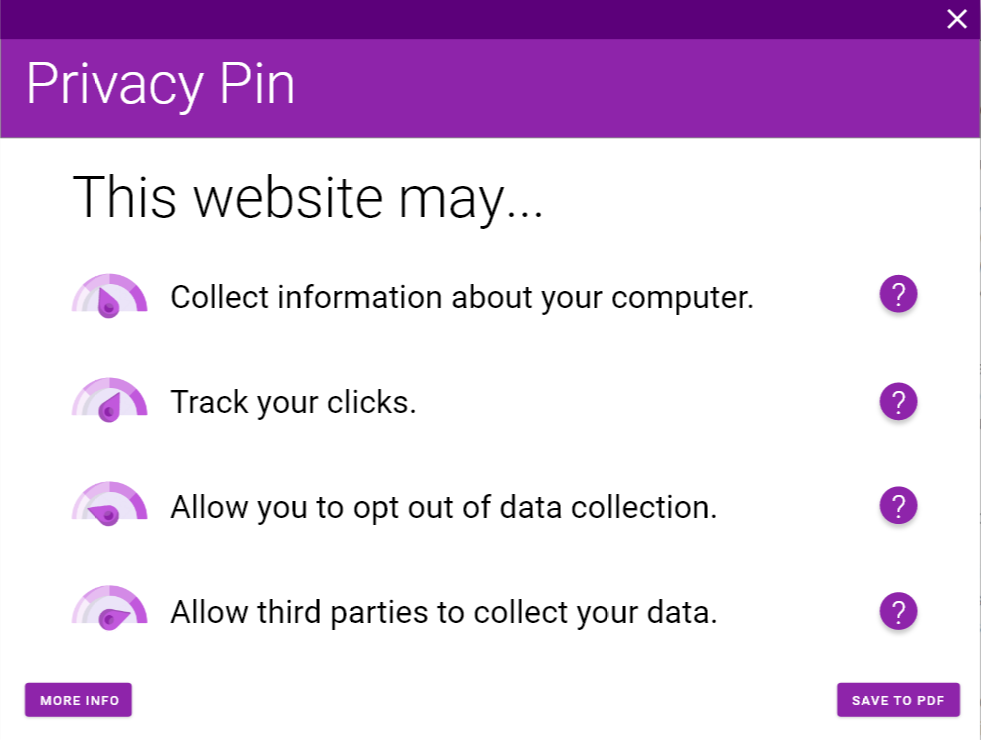 Privacy Pin
This website may...
Collect information about your computer.
?
Track your clicks.
?
Allow you to opt out of data collection.
?
Allow third parties to collect your data.
?
MORE INFO
SAVE TO PDF